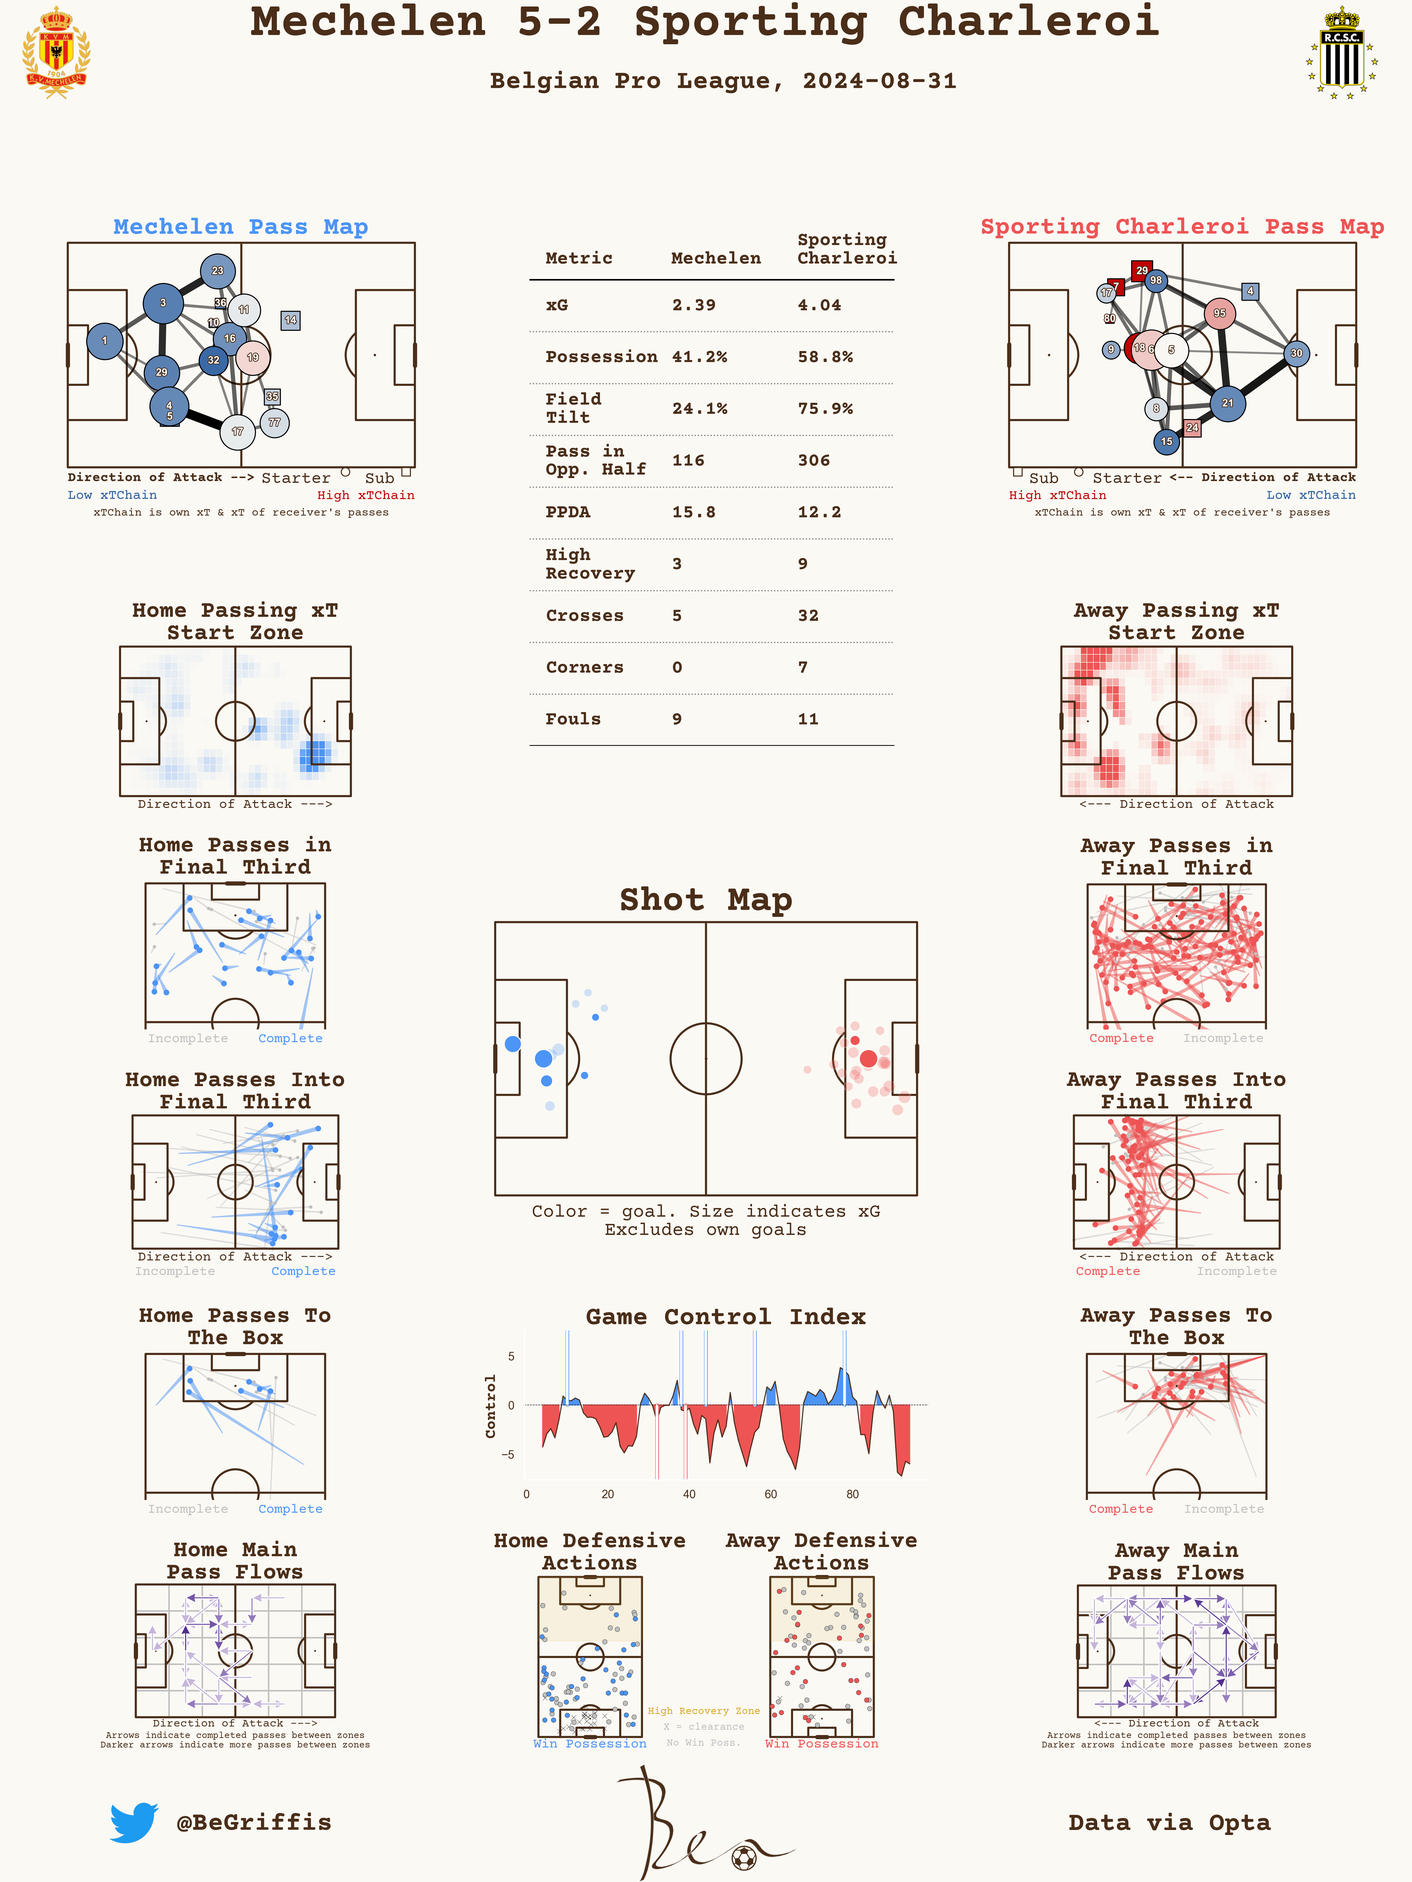 Mechelen 5-2 Sporting Charleroi
Belgian Pro League, 2024-08-31
K V M
1904
K.V. MECHELEN
R.C.S.C.
Mechelen Pass Map
23
3
36
11
10
14
1
16
32
19
29
4
5
35
17
77
Direction of Attack --> Starter Sub
Low xTChain High xTChain
xTChain is own xT & xT of receiver's passes
Metric Mechelen Sporting Charleroi
xG 2.39 4.04
Possession 41.2% 58.8%
Field Tilt 24.1% 75.9%
Pass in Opp. Half 116 306
PPDA 15.8 12.2
High Recovery 3 9
Crosses 5 32
Corners 0 7
Fouls 9 11
Sporting Charleroi Pass Map
29
98
7
17
4
80
95
9
18
6
5
30
8
21
24
15
Sub Starter <-- Direction of Attack
High xTChain Low xTChain
xTChain is own xT & xT of receiver's passes
Home Passing xT
Start Zone
Direction of Attack --->
Away Passing xT
Start Zone
<--- Direction of Attack
Home Passes in
Final Third
Incomplete Complete
Away Passes in
Final Third
Complete Incomplete
Shot Map
Color = goal. Size indicates xG
Excludes own goals
Home Passes Into
Final Third
Direction of Attack --->
Incomplete Complete
Away Passes Into
Final Third
<--- Direction of Attack
Complete Incomplete
Home Passes To
The Box
Incomplete Complete
Game Control Index
Control
5
0
−5
0 20 40 60 80
Away Passes To
The Box
Complete Incomplete
Home Main
Pass Flows
Direction of Attack --->
Arrows indicate completed passes between zones
Darker arrows indicate more passes between zones
Home Defensive
Actions
Win Possession
Away Defensive
Actions
Win Possession
High Recovery Zone
X = clearance
No Win Poss.
Away Main
Pass Flows
<--- Direction of Attack
Arrows indicate completed passes between zones
Darker arrows indicate more passes between zones
@BeGriffis
Ben
Data via Opta